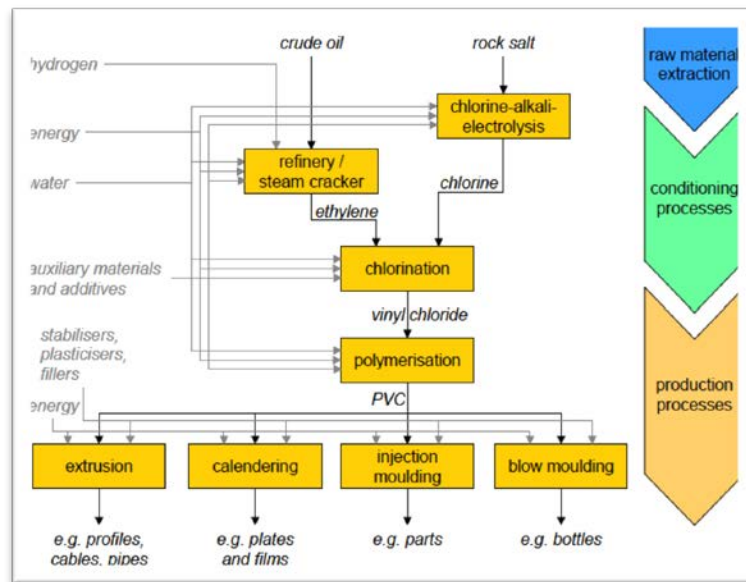 crude oil
rock salt
raw material
extraction
hydrogen
chlorine-alkali-
electrolysis
energy
refinery /
steam cracker
water
chlorine
conditioning
processes
ethylene
auxiliary materials
and additives
chlorination
vinyl chloride
stabilisers,
plasticisers,
fillers
polymerisation
production
processes
energy
PVC
extrusion
calendering
injection
moulding
blow moulding
e.g. profiles,
cables, pipes
e.g. plates
and films
e.g. parts
e.g. bottles